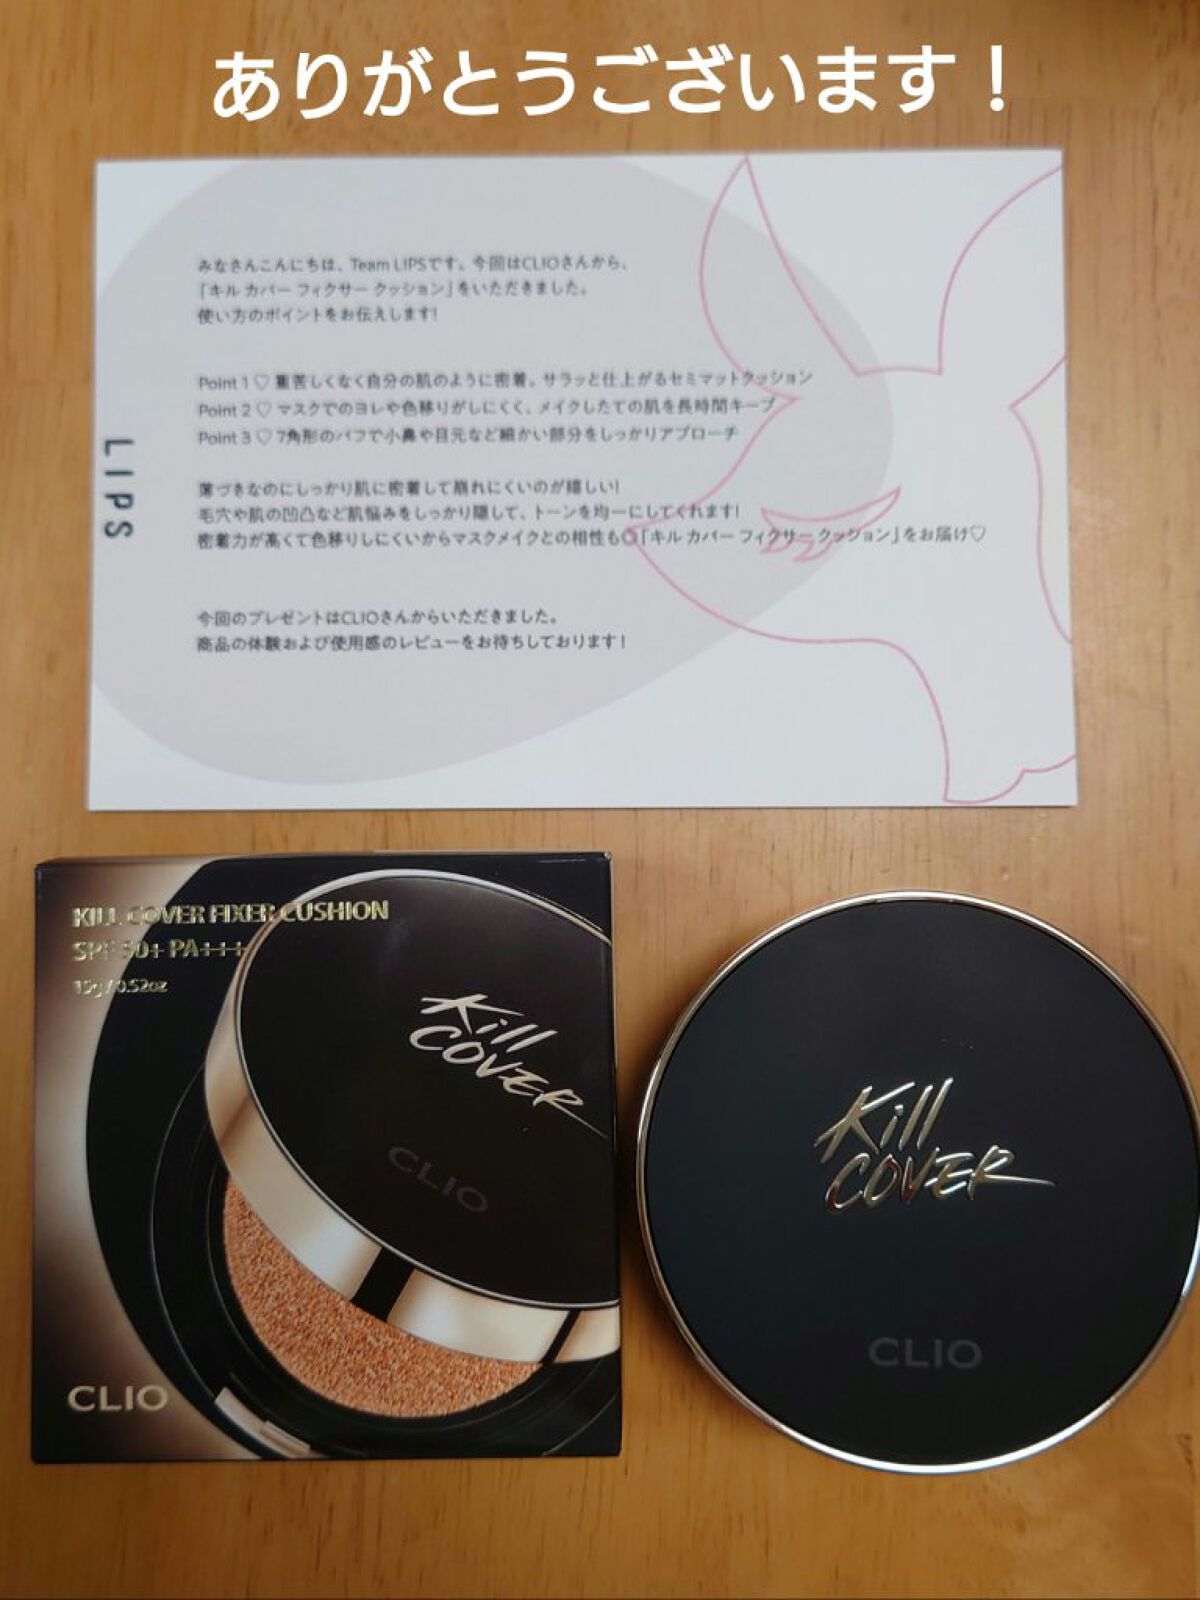 ありがとうございます！
みなさんこんにちは、Team LIPSです。今回はCLIOさんから、
「キル カバー フィクサー クッション」をいただきました。
使い方のポイントをお伝えします!
Point 1 ♡ 重苦しくなく自分の肌のように密着。サラッと仕上がるセミマットクッション
Point 2 ♡ マスクでのヨレや色移りがしにくく、メイクしたての肌を長時間キープ
Point 3 ♡ 7角形のパフで小鼻や目元など細かい部分をしっかりアプローチ
薄づきなのにしっかり肌に密着して崩れにくいのが嬉しい!
毛穴や肌の凹凸など肌悩みをしっかり隠して、トーンを均一にしてくれます!
密着力が高くて色移りしにくいからマスクメイクとの相性も○「キル カバー フィクサー クッション」をお届け♡
今回のプレゼントはCLIOさんからいただきました。
商品の体験および使用感のレビューをお待ちしております！
LIPS
KILL COVER FIXER CUSHION
SPF 50+ PA+++
15g / 0.52oz
Kill
COVER
CLIO
CLIO
Kill
COVER
CLIO